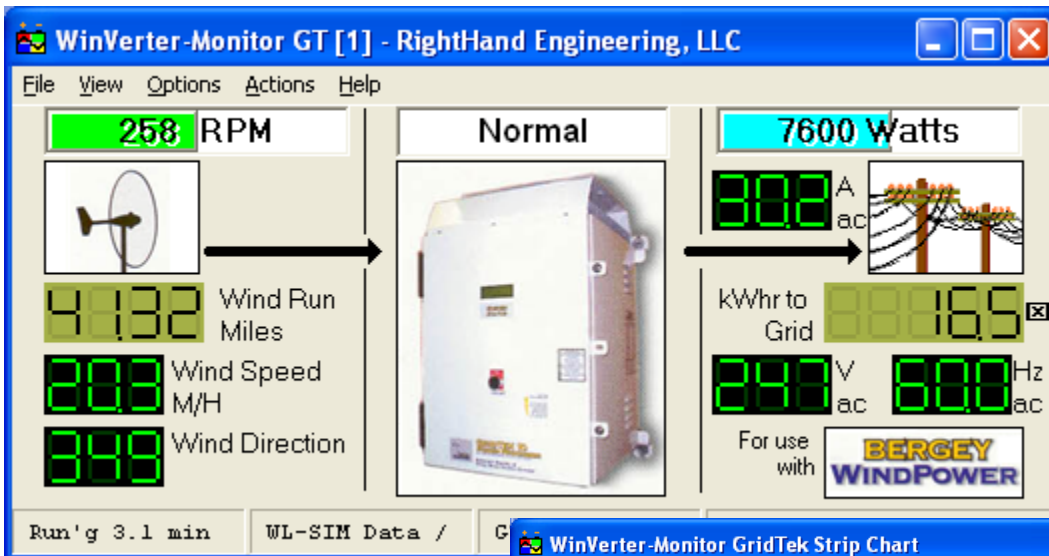 WinVerter-Monitor GT [1] - RightHand Engineering, LLC
File View Options Actions Help
258 RPM
Normal
7600 Watts
30.2 A ac
41.32 Wind Run Miles
kWhr to Grid 16.5
20.3 Wind Speed M/H
247 V ac
60.0 Hz ac
349 Wind Direction
For use with
BERGEY
WINDPOWER
Run'g 3.1 min
WL-SIM Data /
G
WinVerter-Monitor GridTek Strip Chart